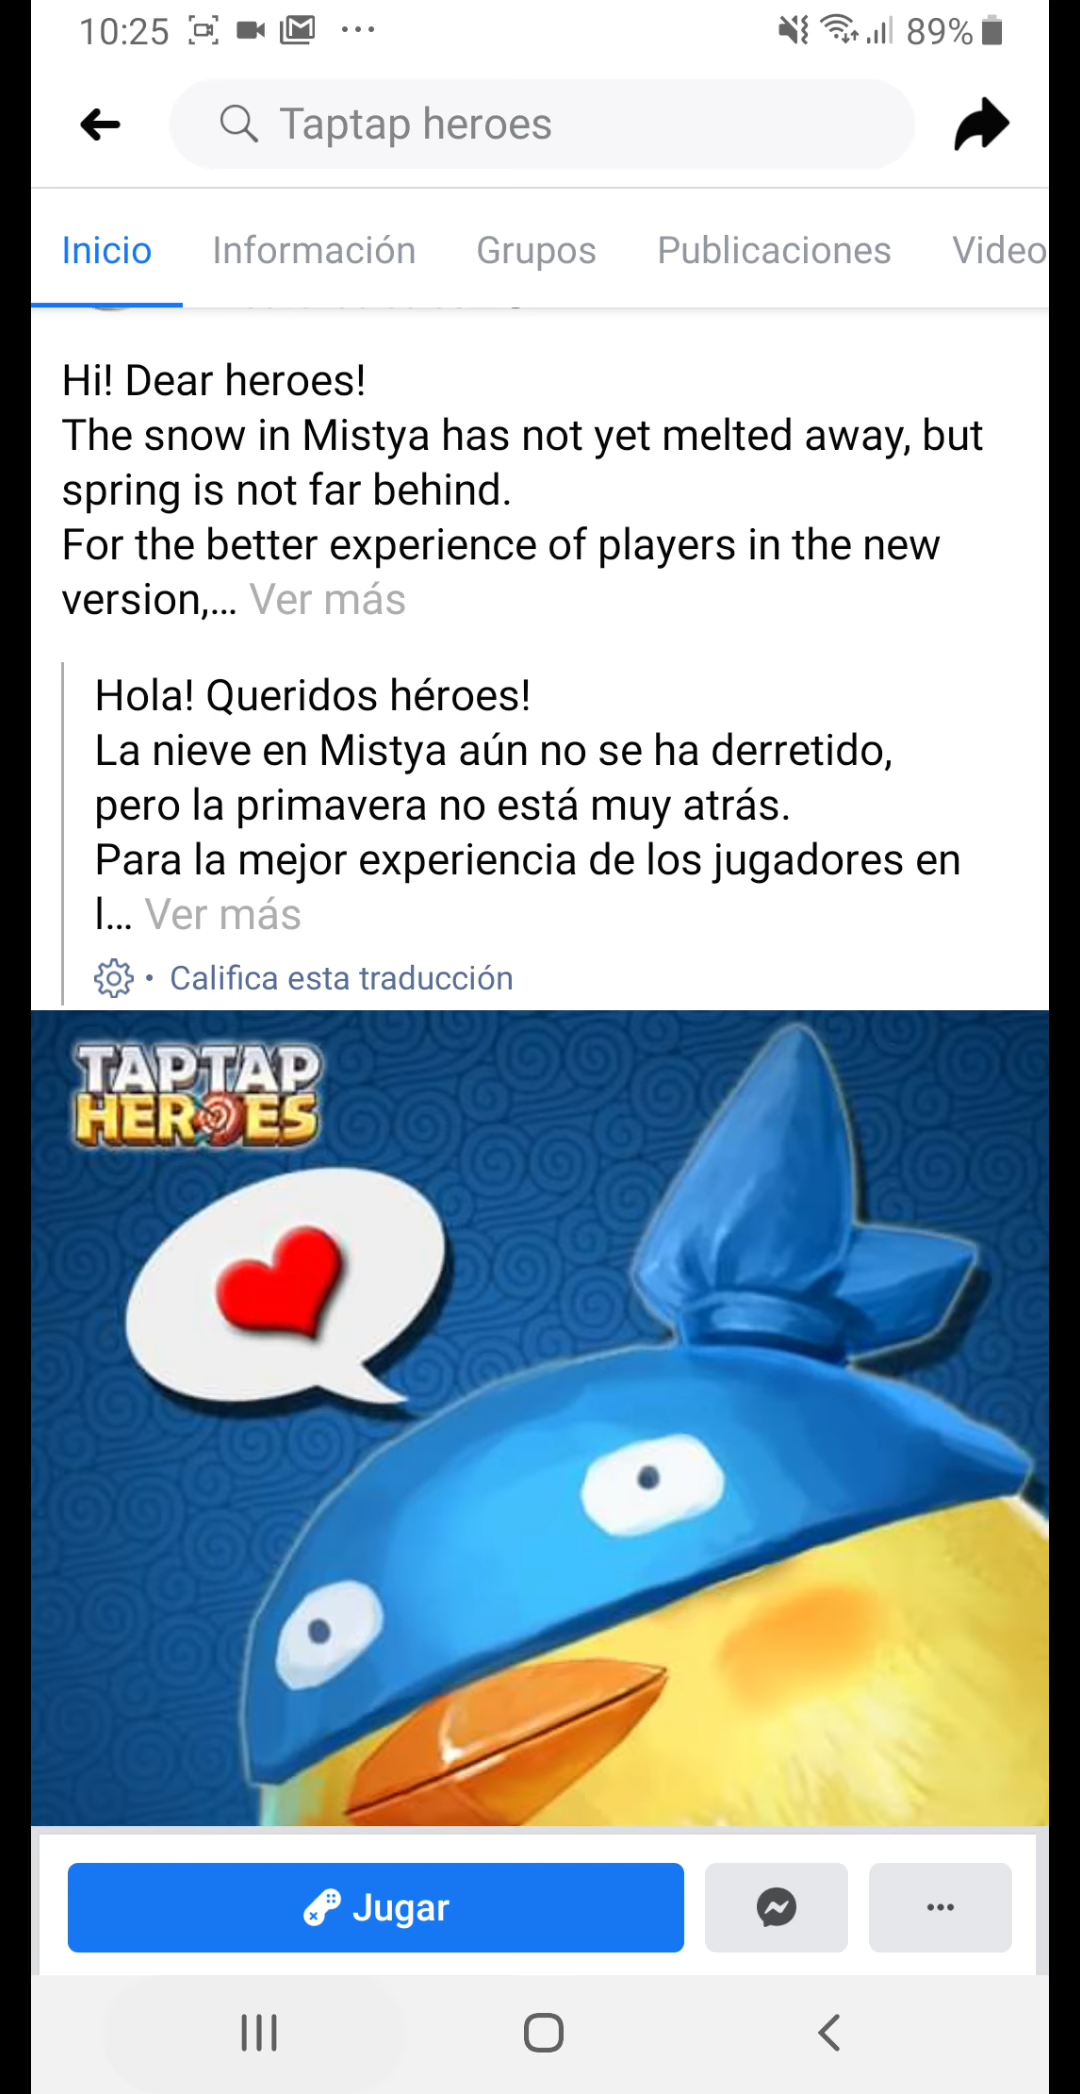 10:25
89%
Taptap heroes
Inicio Información Grupos Publicaciones Video
Hi! Dear heroes!
The snow in Mistya has not yet melted away, but
spring is not far behind.
For the better experience of players in the new
version,... Ver más
Hola! Queridos héroes!
La nieve en Mistya aún no se ha derretido,
pero la primavera no está muy atrás.
Para la mejor experiencia de los jugadores en
l... Ver más
• Califica esta traducción
TAPTAP
HEROES
Jugar